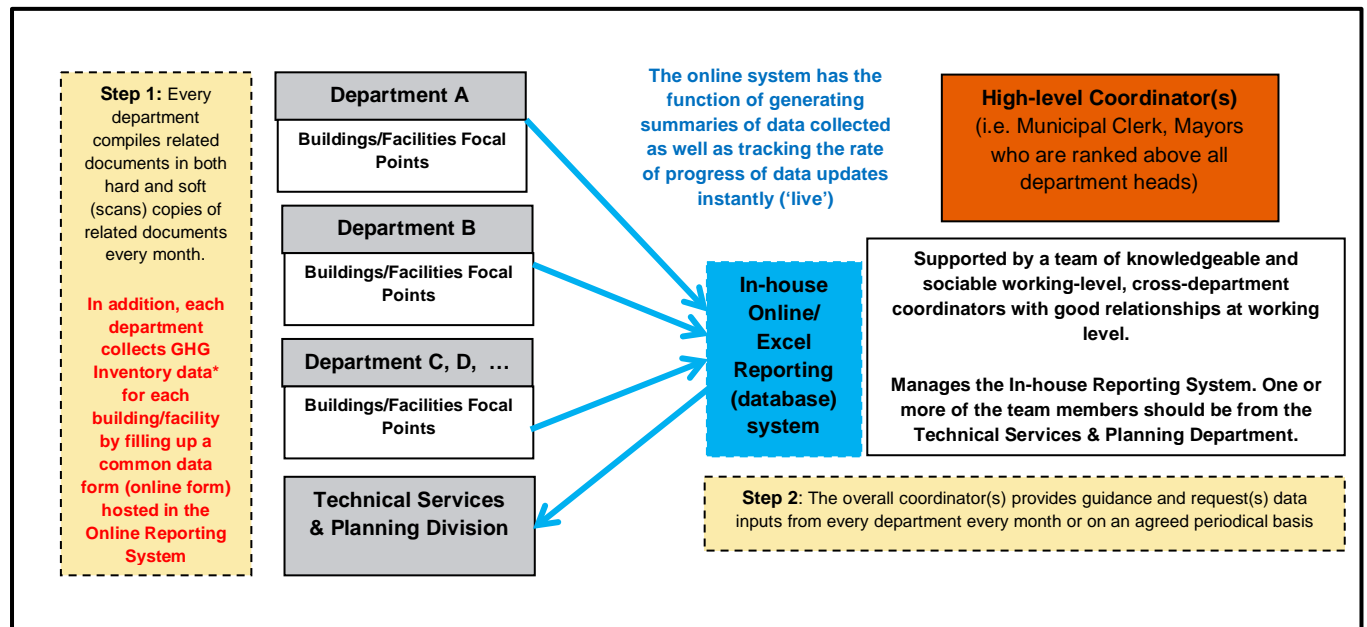 Step 1: Every
department
compiles related
documents in both
hard and soft
(scans) copies of
related documents
every month.
In addition, each
department
collects GHG
Inventory data*
for each
building/facility
by filling up a
common data
form (online form)
hosted in the
Online Reporting
System
Department A
Buildings/Facilities Focal
Points
Department B
Buildings/Facilities Focal
Points
Department C, D, …
Buildings/Facilities Focal
Points
Technical Services
& Planning Division
The online system has the
function of generating
summaries of data collected
as well as tracking the rate
of progress of data updates
instantly (‘live’)
In-house
Online/
Excel
Reporting
(database)
system
High-level Coordinator(s)
(i.e. Municipal Clerk, Mayors
who are ranked above all
department heads)
Supported by a team of knowledgeable and
sociable working-level, cross-department
coordinators with good relationships at working
level.
Manages the In-house Reporting System. One or
more of the team members should be from the
Technical Services & Planning Department.
Step 2: The overall coordinator(s) provides guidance and request(s) data
inputs from every department every month or on an agreed periodical basis